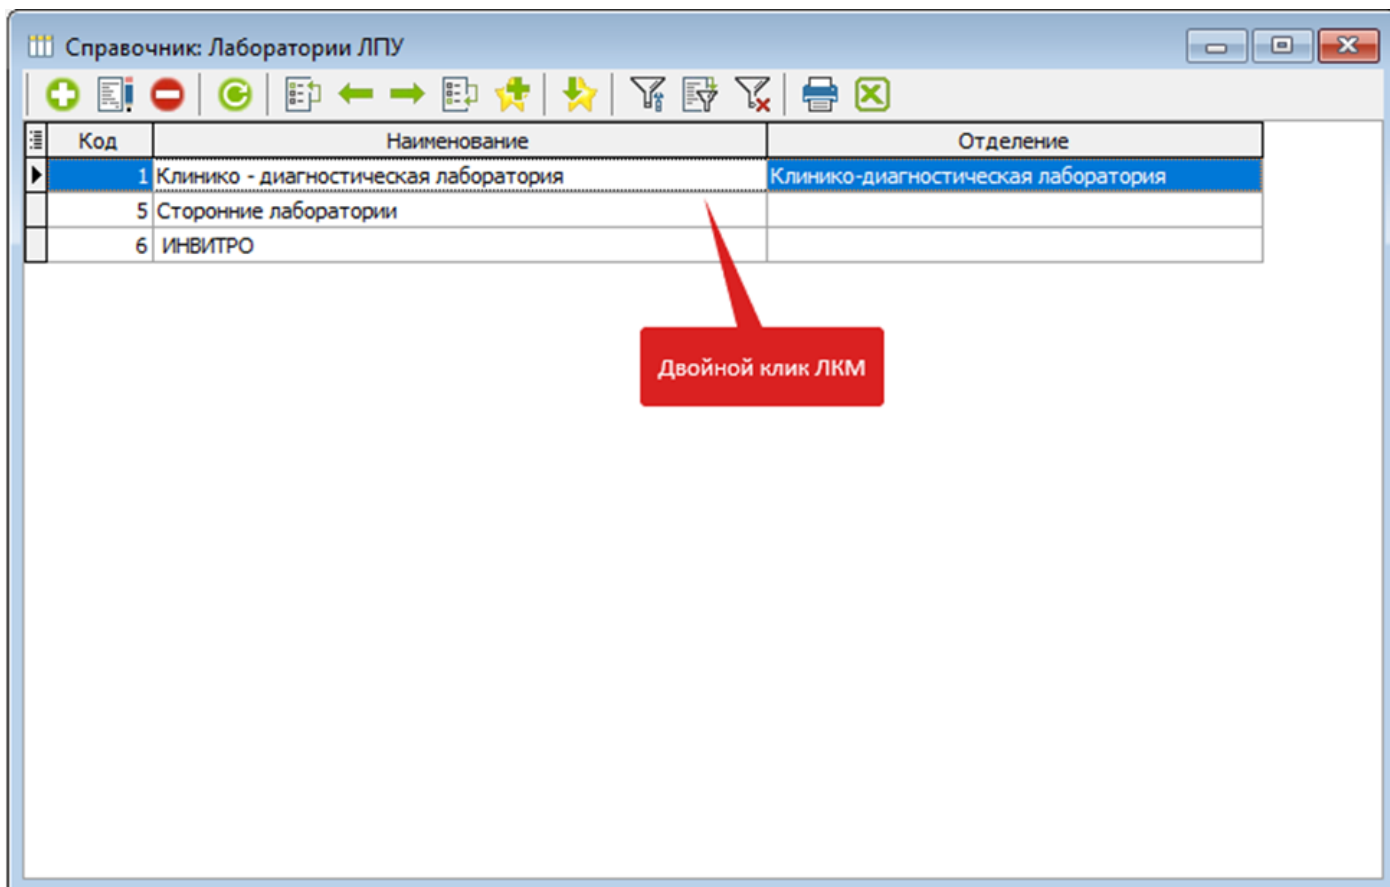 Справочник: Лаборатории ЛПУ
Код Наименование Отделение
1 Клинико - диагностическая лаборатория Клинико-диагностическая лаборатория
5 Сторонние лаборатории
6 ИНВИТРО
Двойной клик ЛКМ